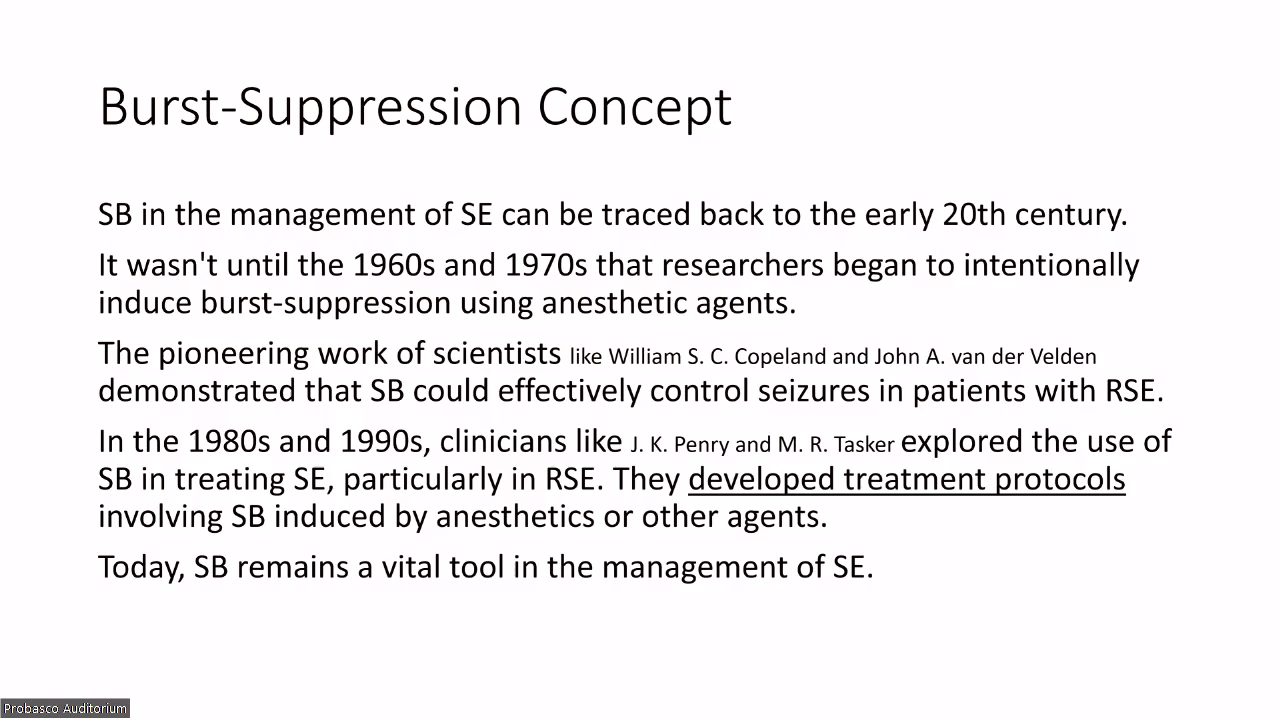 Burst-Suppression Concept
SB in the management of SE can be traced back to the early 20th century.
It wasn't until the 1960s and 1970s that researchers began to intentionally
induce burst-suppression using anesthetic agents.
The pioneering work of scientists like William S. C. Copeland and John A. van der Velden
demonstrated that SB could effectively control seizures in patients with RSE.
In the 1980s and 1990s, clinicians like J. K. Penry and M. R. Tasker explored the use of
SB in treating SE, particularly in RSE. They developed treatment protocols
involving SB induced by anesthetics or other agents.
Today, SB remains a vital tool in the management of SE.
Probasco Auditorium